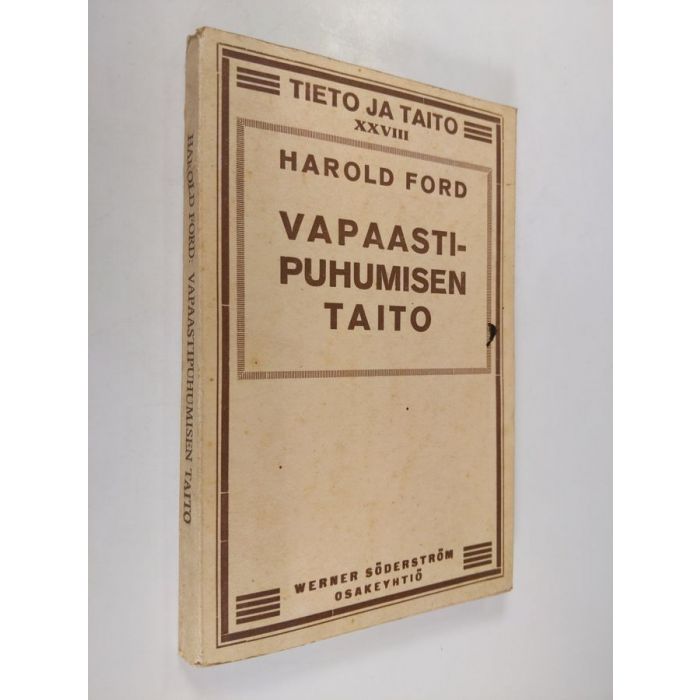 TIETO JA TAITO
XXVIII
HAROLD FORD
VAPAASTI-
PUHUMISEN
TAITO
WERNER SÖDERSTRÖM
OSAKEYHTIÖ
HAROLD FORD: VAPAASTIPUHUMISEN TAITO